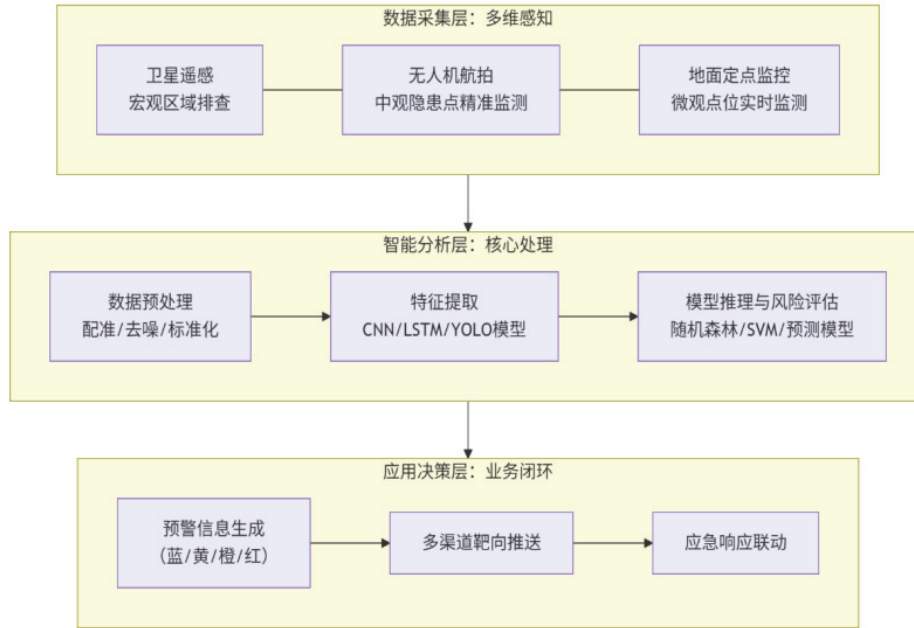 数据采集层：多维感知
卫星遥感
宏观区域排查
无人机航拍
中观隐患点精准监测
地面定点监控
微观点位实时监测
智能分析层：核心处理
数据预处理
配准/去噪/标准化
特征提取
CNN/LSTM/YOLO模型
模型推理与风险评估
随机森林/SVM/预测模型
应用决策层：业务闭环
预警信息生成
（蓝/黄/橙/红）
多渠道靶向推送
应急响应联动